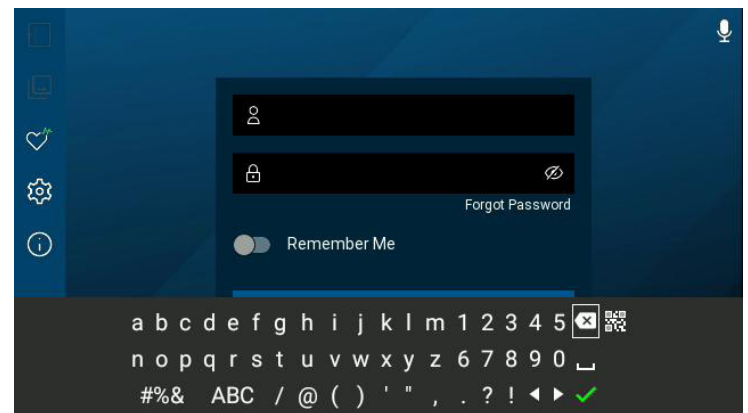 Forgot Password
Remember Me
a b c d e f g h i j k l m 1 2 3 4 5
n o p q r s t u v w x y z 6 7 8 9 0
#%& ABC / @ ( ) ' " , . ? !